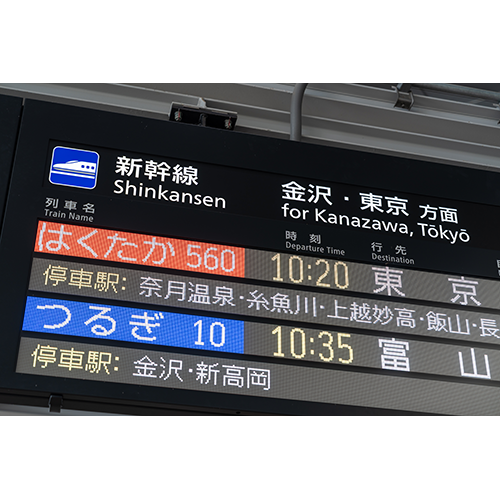 新幹線
Shinkansen
金沢・東京 方面
for Kanazawa, Tōkyō
列車名
Train Name
時刻
Departure Time
行先
Destination
はくたか 560 10:20 東京
停車駅: 奈月温泉・糸魚川・上越妙高・飯山・長
つるぎ 10 10:35 富山
停車駅: 金沢・新高岡